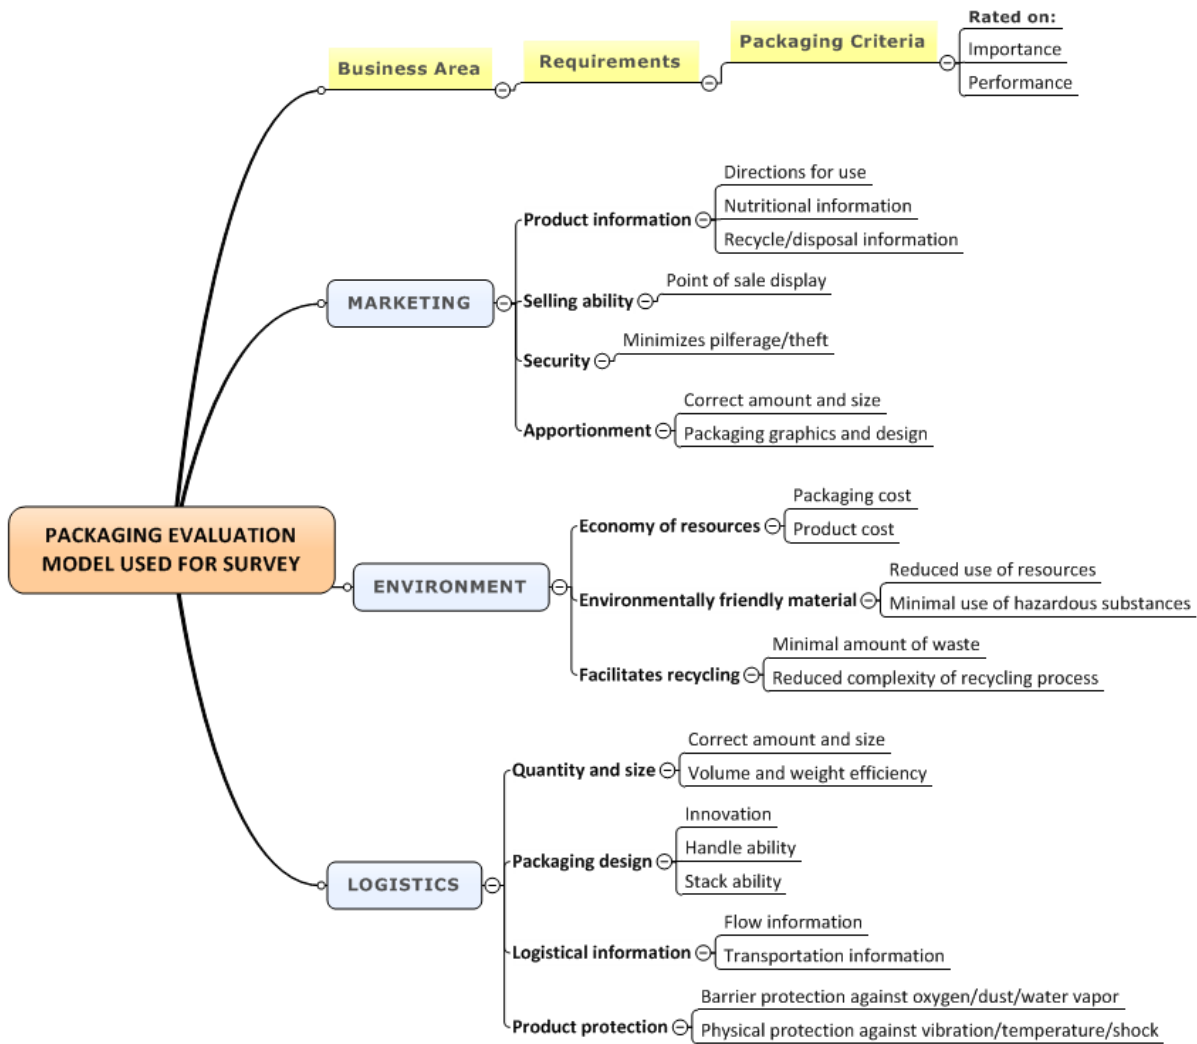 Business Area
Requirements
Packaging Criteria
Rated on:
Importance
Performance
PACKAGING EVALUATION
MODEL USED FOR SURVEY
MARKETING
Product information
Directions for use
Nutritional information
Recycle/disposal information
Selling ability
Point of sale display
Security
Minimizes pilferage/theft
Apportionment
Correct amount and size
Packaging graphics and design
ENVIRONMENT
Economy of resources
Packaging cost
Product cost
Environmentally friendly material
Reduced use of resources
Minimal use of hazardous substances
Facilitates recycling
Minimal amount of waste
Reduced complexity of recycling process
LOGISTICS
Quantity and size
Correct amount and size
Volume and weight efficiency
Packaging design
Innovation
Handle ability
Stack ability
Logistical information
Flow information
Transportation information
Product protection
Barrier protection against oxygen/dust/water vapor
Physical protection against vibration/temperature/shock